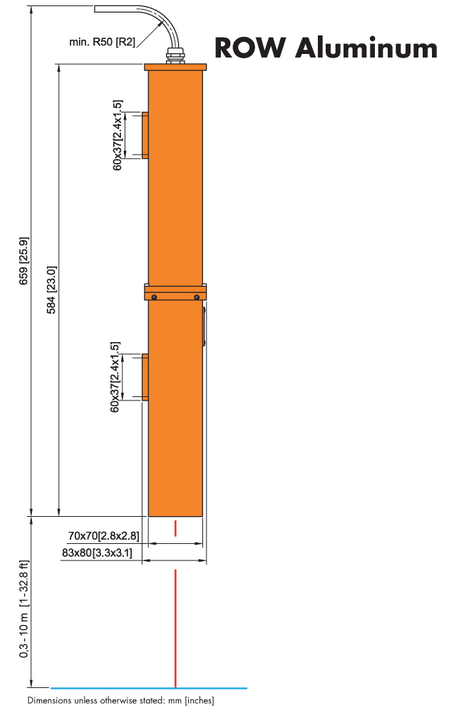 min. R50 [R2]
ROW Aluminum
60x37[2.4x1.5]
659 [25.9]
584 [23.0]
60x37[2.4x1.5]
70x70[2.8x2.8]
83x80[3.3x3.1]
0,3-10 m [1-32.8 ft]
Dimensions unless otherwise stated: mm [inches]